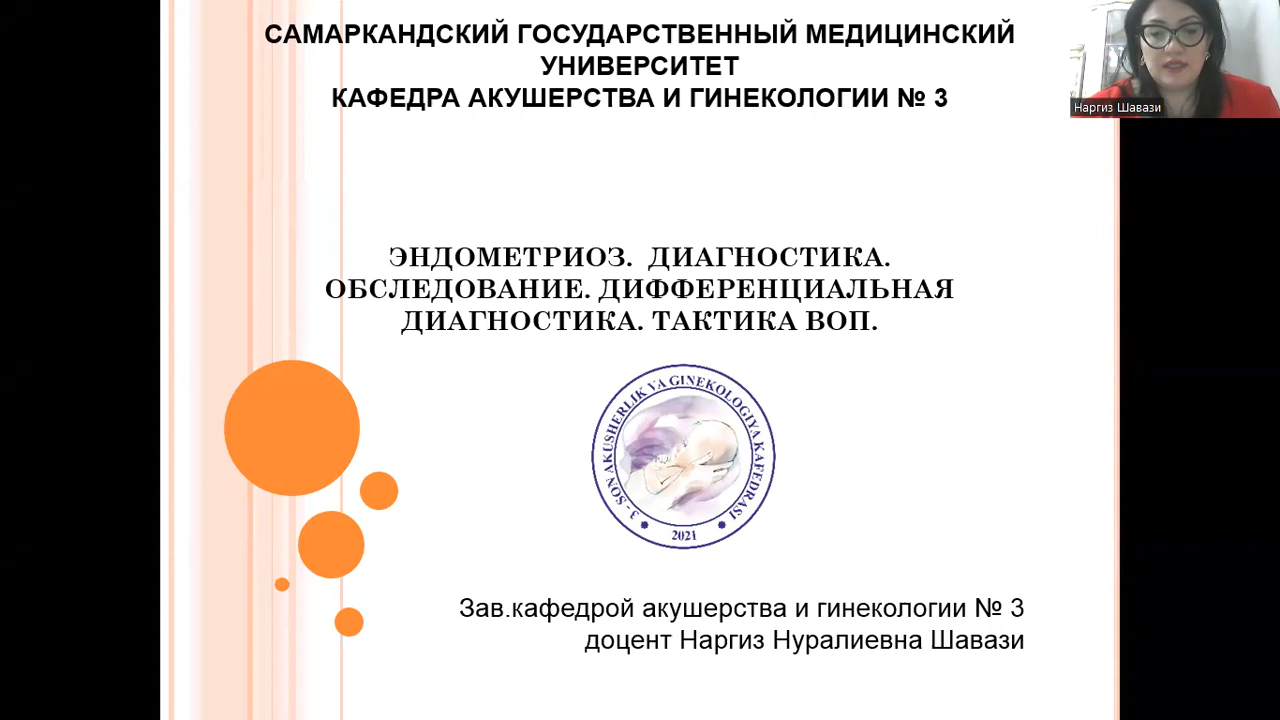 САМАРКАНДСКИЙ ГОСУДАРСТВЕННЫЙ МЕДИЦИНСКИЙ
УНИВЕРСИТЕТ
КАФЕДРА АКУШЕРСТВА И ГИНЕКОЛОГИИ № 3
Наргиз Шавази
ЭНДОМЕТРИОЗ. ДИАГНОСТИКА.
ОБСЛЕДОВАНИЕ. ДИФФЕРЕНЦИАЛЬНАЯ
ДИАГНОСТИКА. ТАКТИКА ВОП.
3-SON AKUSHERLIK VA GINEKOLOGIYA KAFEDRASI
2021
Зав.кафедрой акушерства и гинекологии № 3
доцент Наргиз Нуралиевна Шавази